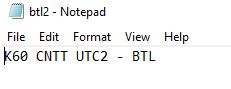 btl2 - Notepad
File Edit Format View Help
K60 CNTT UTC2 - BTL